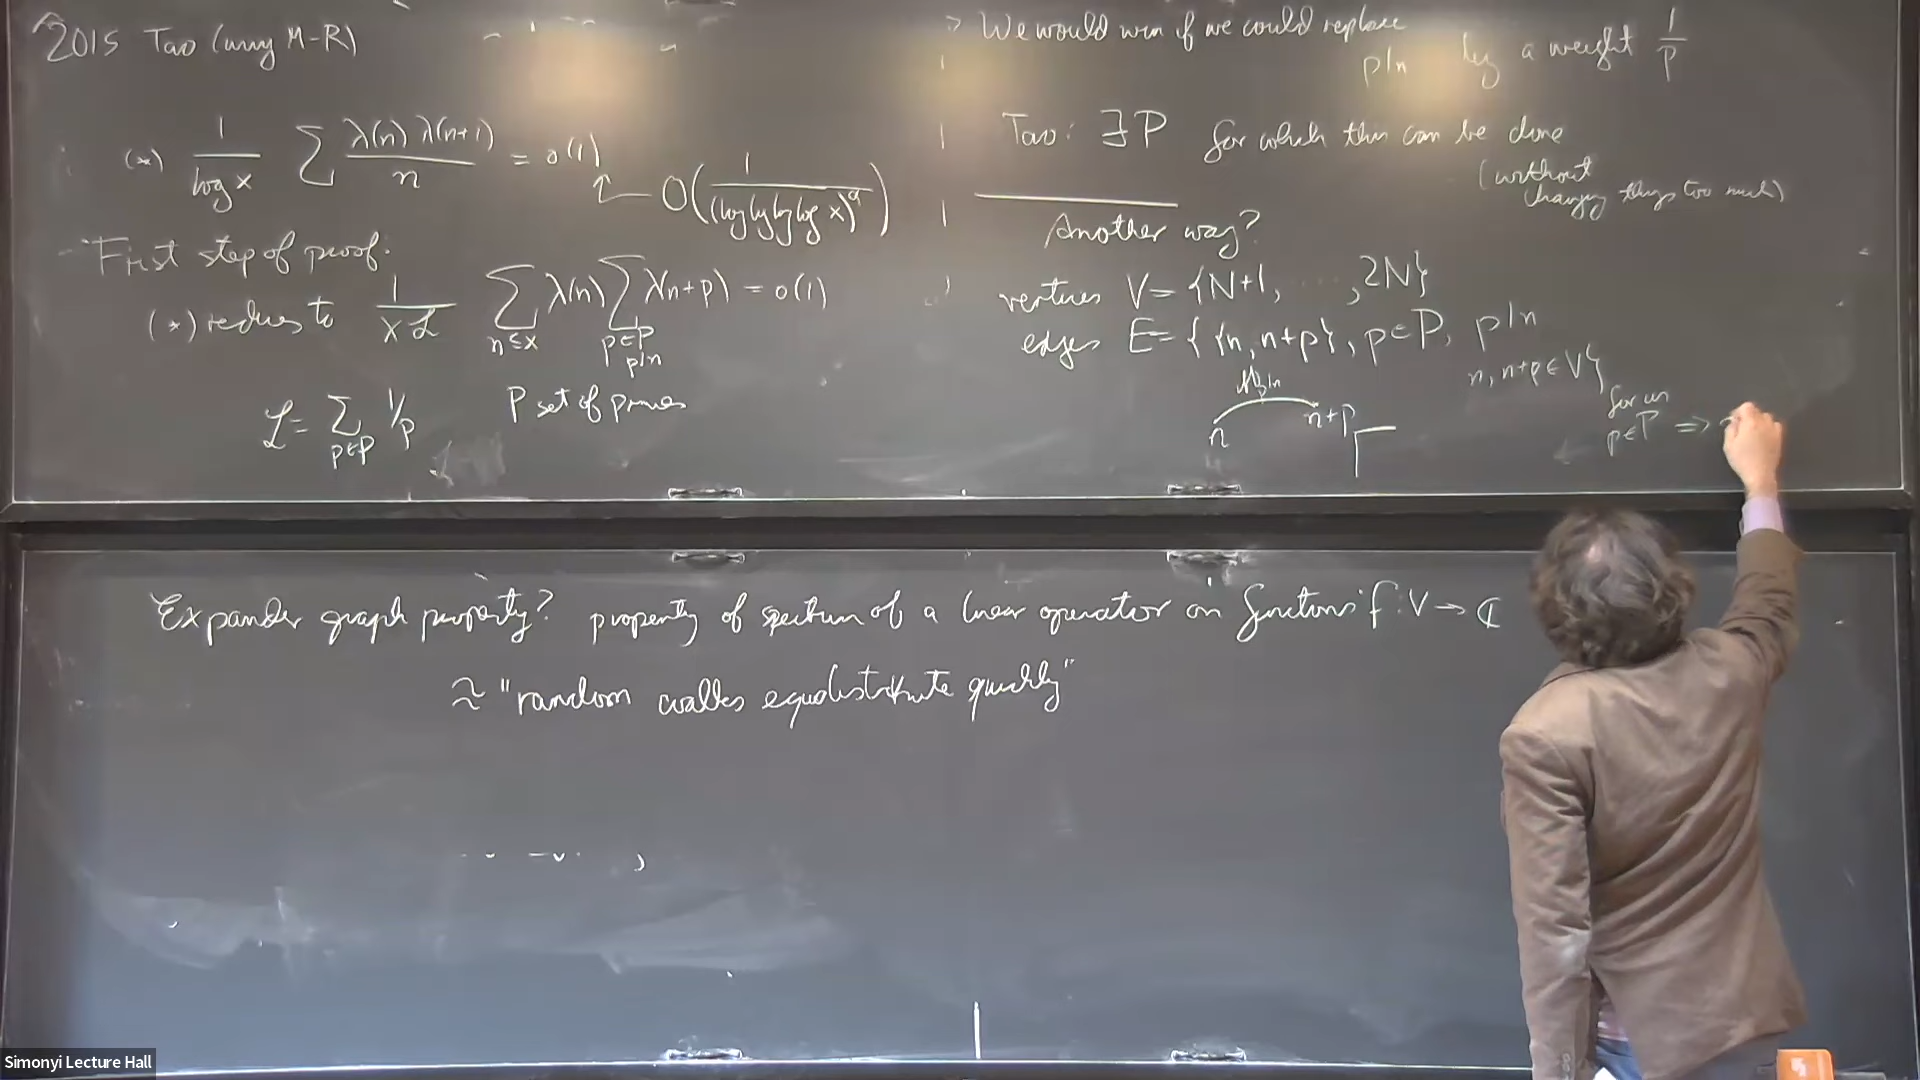 2015 Tao (using M-R)
(*) 1/log x ∑ λ(n) λ(n+1)/n = o(1)
O(1/(log log log log x)^a)
First step of proof:
(*) reduces to 1/(x ℒ) ∑_{n≤x} λ(n) ∑_{p∈P, p|n} λ(n+p) = o(1)
ℒ = ∑_{p∈P} 1/p P set of primes
We would win if we could replace
p|n by a weight 1/p
Tao: ∃ P for which this can be done
(without
changing things too much)
Another way?
vertices V = {N+1, ..., 2N}
edges E = { {n, n+p}, p∈P, p|n
n, n+p ∈ V}
n n+p
p∈P ⇒
Expander graph property? property of spectrum of a linear operator on functions f: V → ℂ
≈ "random walks equidistribute quickly"
Simonyi Lecture Hall